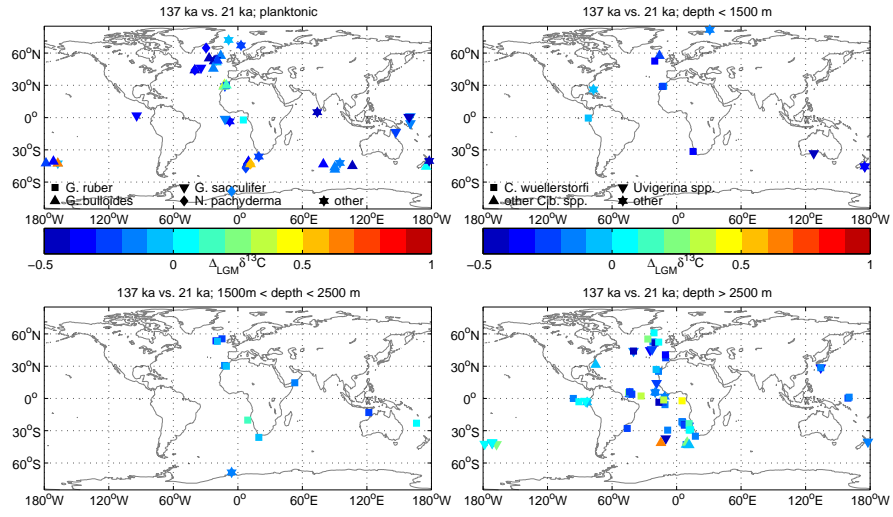 137 ka vs. 21 ka; planktonic
137 ka vs. 21 ka; depth < 1500 m
60°N
30°N
0°
30°S
60°S
G. ruber
G. sacculifer
G. bulloides
N. pachyderma
other
180°W 120°W 60°W 0° 60°E 120°E 180°W
60°N
30°N
0°
30°S
60°S
C. wuellerstorfi
Uvigerina spp.
other Cib. spp.
other
180°W 120°W 60°W 0° 60°E 120°E 180°W
−0.5 0 Δ_LGM δ¹³C 0.5 1
−0.5 0 Δ_LGM δ¹³C 0.5 1
137 ka vs. 21 ka; 1500m < depth < 2500 m
137 ka vs. 21 ka; depth > 2500 m
60°N
30°N
0°
30°S
60°S
180°W 120°W 60°W 0° 60°E 120°E 180°W
60°N
30°N
0°
30°S
60°S
180°W 120°W 60°W 0° 60°E 120°E 180°W